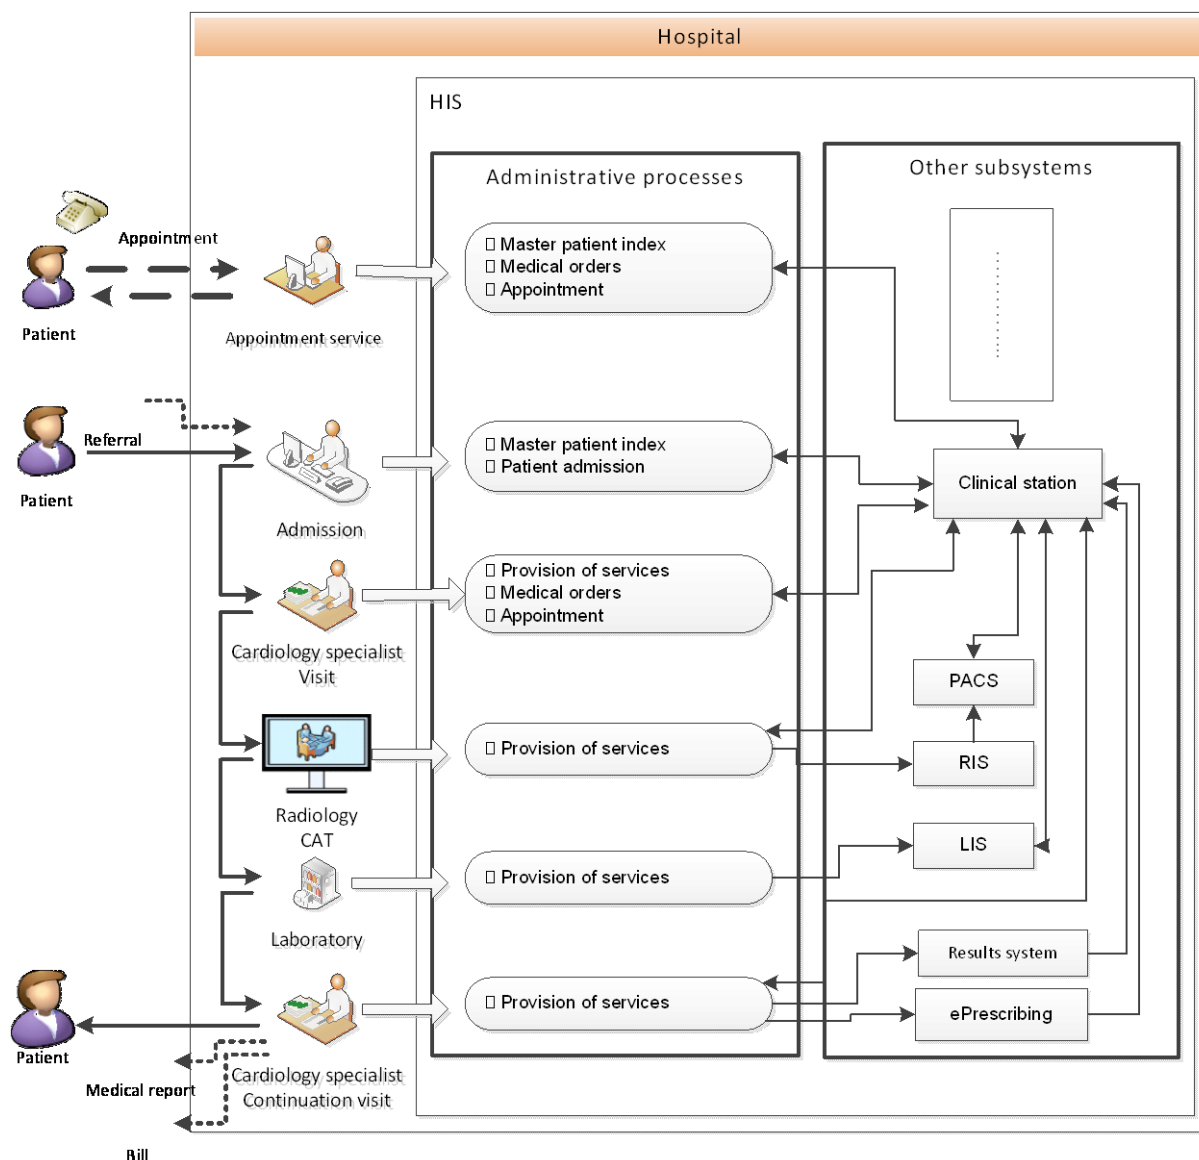 Hospital
HIS
Administrative processes
Other subsystems
Appointment
Patient
Appointment service
▯ Master patient index
▯ Medical orders
▯ Appointment
Referral
Patient
Admission
▯ Master patient index
▯ Patient admission
Clinical station
Cardiology specialist
Visit
▯ Provision of services
▯ Medical orders
▯ Appointment
PACS
Radiology
CAT
▯ Provision of services
RIS
Laboratory
▯ Provision of services
LIS
Results system
ePrescribing
▯ Provision of services
Patient
Cardiology specialist
Continuation visit
Medical report
Bill